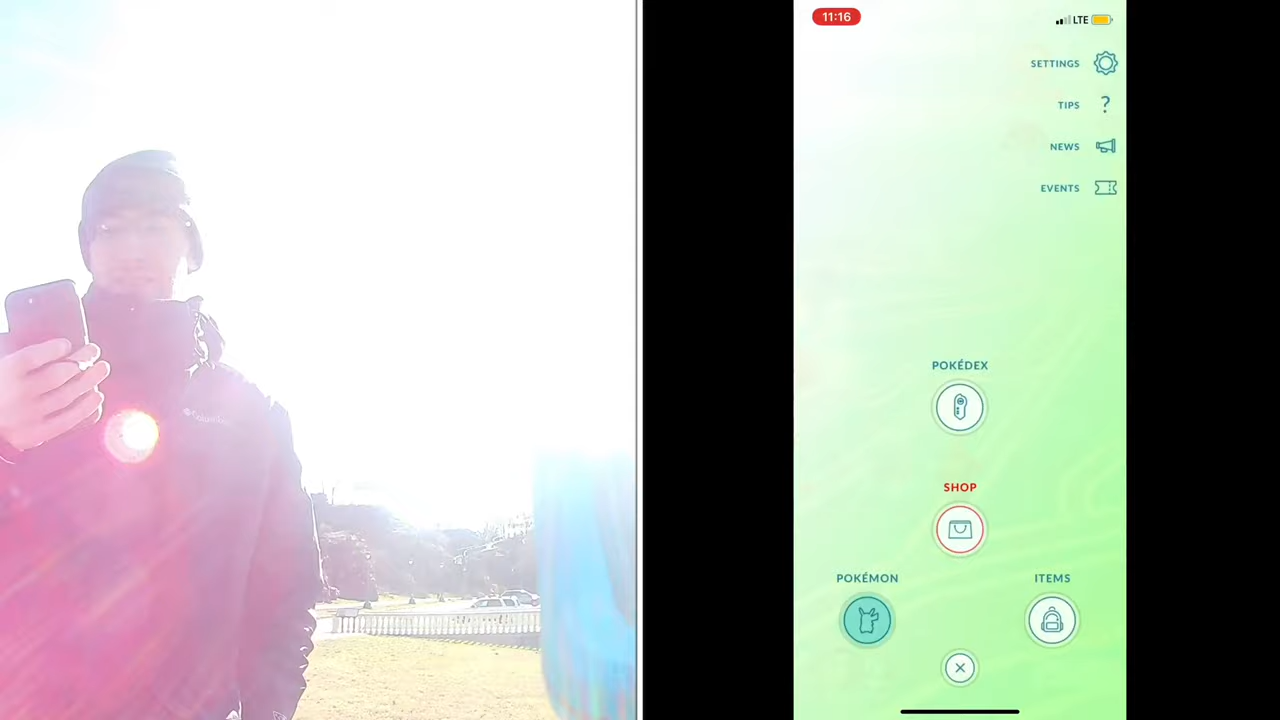 11:16
LTE
SETTINGS
TIPS
?
NEWS
EVENTS
POKÉDEX
Columbia
SHOP
POKÉMON
ITEMS